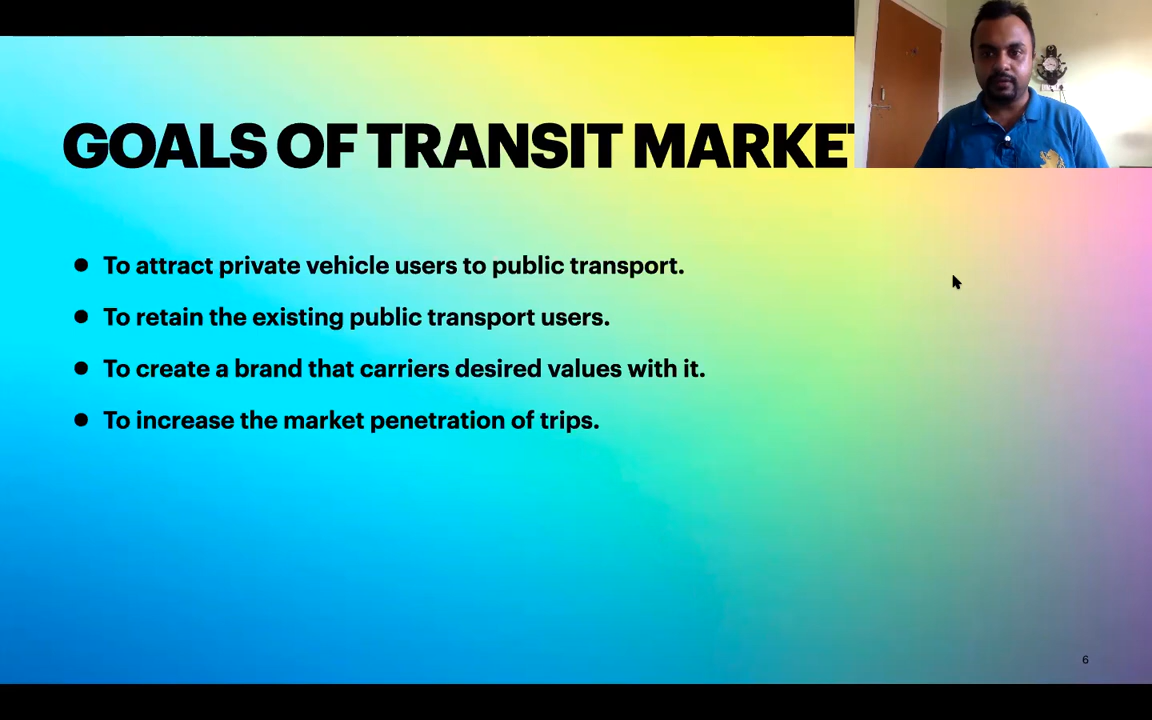 GOALS OF TRANSIT MARKET
To attract private vehicle users to public transport.
To retain the existing public transport users.
To create a brand that carriers desired values with it.
To increase the market penetration of trips.
6